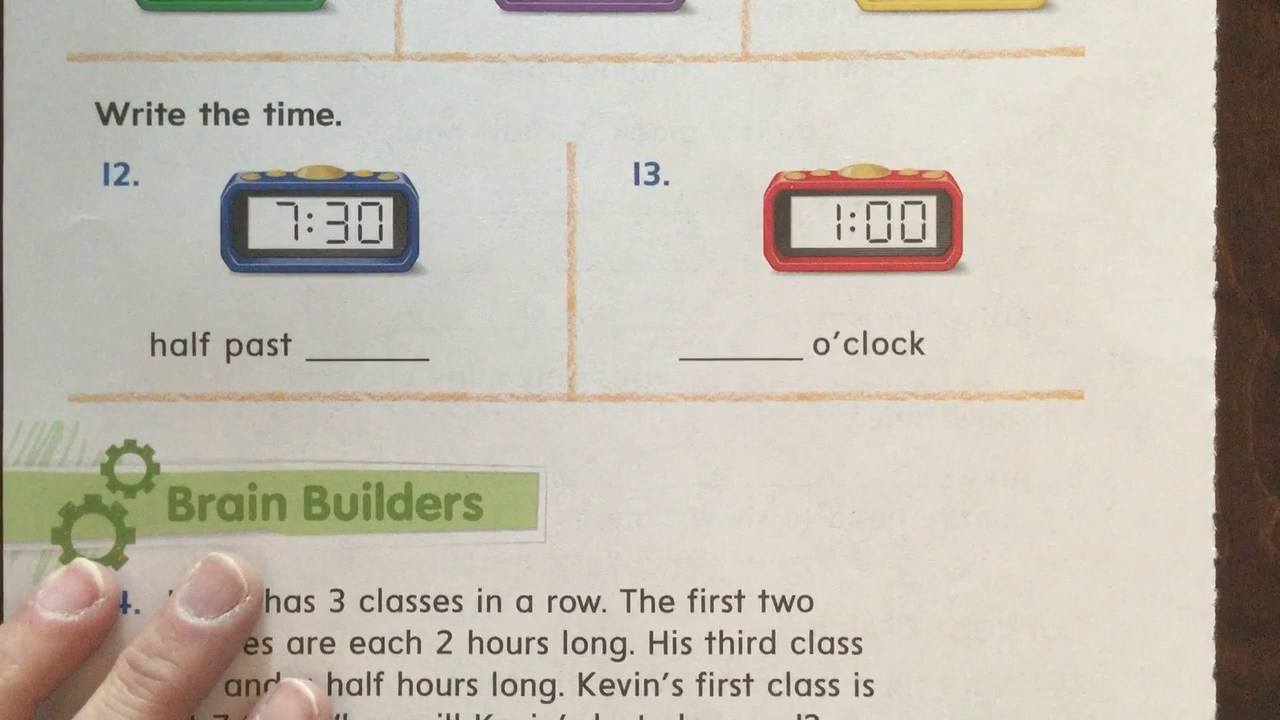 Write the time.
12.
13.
7:30
1:00
half past
o'clock
Brain Builders
4. has 3 classes in a row. The first two
es are each 2 hours long. His third class
and half hours long. Kevin's first class is